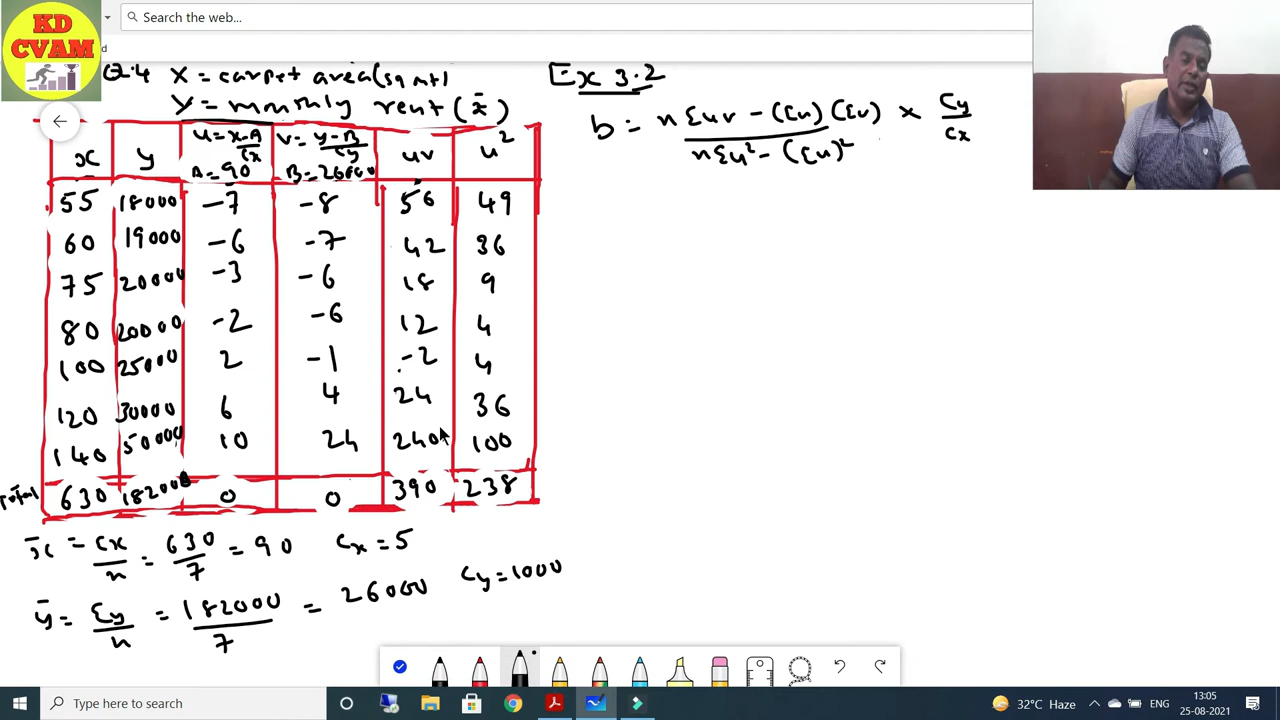 KD
CVAM
Search the web...
Q.4 X = carpet area (sq.mt)
Y = monthly rent (₹)
Ex 3.2
b = nΣuv - (Σu)(Σv) / nΣu² - (Σu)² × Cy/Cx
x y u = x-A/Cx v = y-B/Cy uv u²
A = 90 B = 26000
55 18000 -7 -8 56 49
60 19000 -6 -7 42 36
75 20000 -3 -6 18 9
80 20000 -2 -6 12 4
100 25000 2 -1 -2 4
120 30000 6 4 24 36
140 50000 10 24 240 100
Total 630 182000 0 0 390 238
x̄ = Σx/n = 630/7 = 90 Cx = 5
ȳ = Σy/n = 182000/7 = 26000 Cy = 1000
Type here to search
32°C Haze
ENG
13:05
25-08-2021